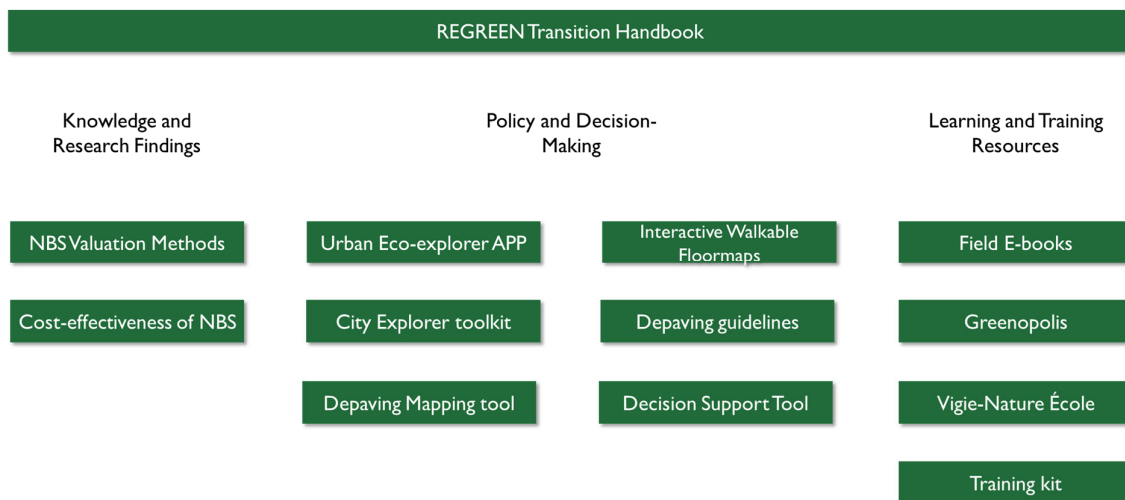 REGREEN Transition Handbook
Knowledge and
Research Findings
Policy and Decision-
Making
Learning and Training
Resources
NBS Valuation Methods
Urban Eco-explorer APP
Interactive Walkable
Floormaps
Field E-books
Cost-effectiveness of NBS
City Explorer toolkit
Depaving guidelines
Greenopolis
Depaving Mapping tool
Decision Support Tool
Vigie-Nature École
Training kit